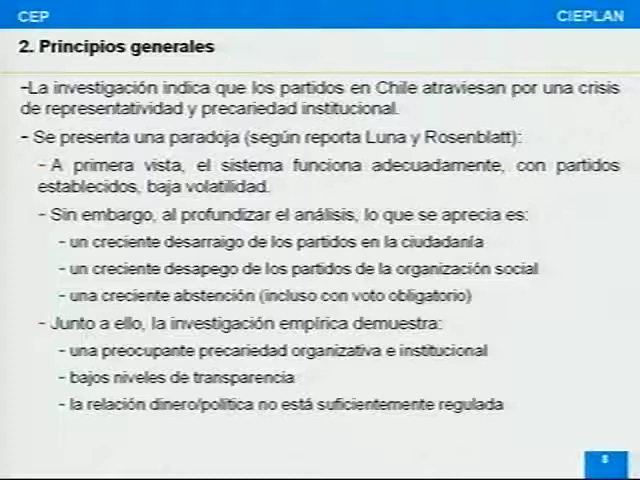 CEP
CIEPLAN
2. Principios generales
-La investigación indica que los partidos en Chile atraviesan por una crisis
de representatividad y precariedad institucional.
- Se presenta una paradoja (según reporta Luna y Rosenblatt):
- A primera vista, el sistema funciona adecuadamente, con partidos
establecidos, baja volatilidad.
- Sin embargo, al profundizar el análisis, lo que se aprecia es:
- un creciente desarraigo de los partidos en la ciudadanía
- un creciente desapego de los partidos de la organización social
- una creciente abstención (incluso con voto obligatorio)
- Junto a ello, la investigación empírica demuestra:
- una preocupante precariedad organizativa e institucional
- bajos niveles de transparencia
- la relación dinero/política no está suficientemente regulada
8